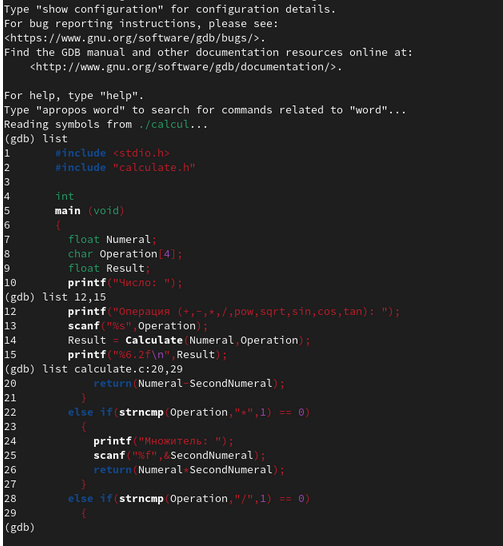 Type "show configuration" for configuration details.
For bug reporting instructions, please see:
<https://www.gnu.org/software/gdb/bugs/>.
Find the GDB manual and other documentation resources online at:
    <http://www.gnu.org/software/gdb/documentation/>.

For help, type "help".
Type "apropos word" to search for commands related to "word"...
Reading symbols from ./calcul...
(gdb) list
1       #include <stdio.h>
2       #include "calculate.h"
3
4       int
5       main (void)
6       {
7         float Numeral;
8         char Operation[4];
9         float Result;
10        printf("Число: ");
(gdb) list 12,15
12        printf("Операция (+,-,*,/,pow,sqrt,sin,cos,tan): ");
13        scanf("%s",Operation);
14        Result = Calculate(Numeral,Operation);
15        printf("%6.2f\n",Result);
(gdb) list calculate.c:20,29
20            return(Numeral-SecondNumeral);
21          }
22        else if(strncmp(Operation,"*",1) == 0)
23          {
24            printf("Множитель: ");
25            scanf("%f",&SecondNumeral);
26            return(Numeral*SecondNumeral);
27          }
28        else if(strncmp(Operation,"/",1) == 0)
29          {
(gdb)